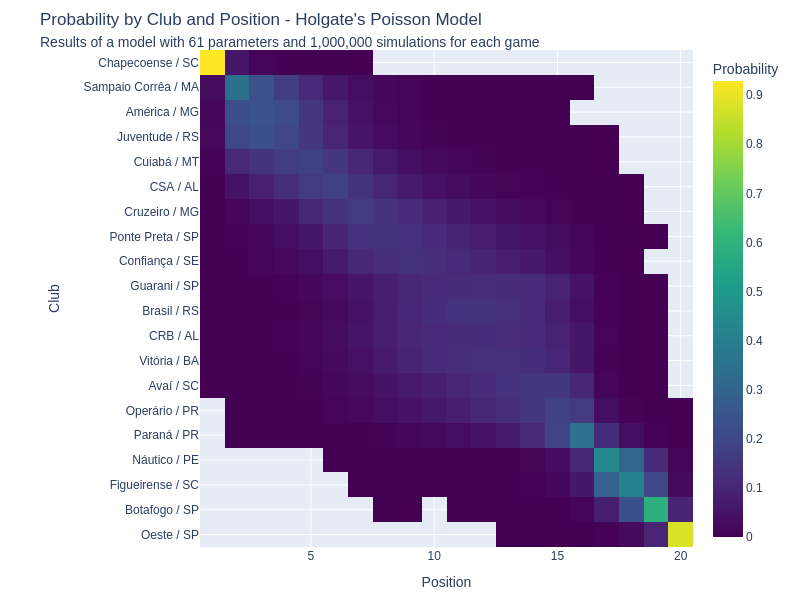 Probability by Club and Position - Holgate's Poisson Model
Results of a model with 61 parameters and 1,000,000 simulations for each game
Probability
Chapecoense / SC
Sampaio Corrêa / MA
América / MG
Juventude / RS
Cuiabá / MT
CSA / AL
Cruzeiro / MG
Ponte Preta / SP
Confiança / SE
Guarani / SP
Brasil / RS
CRB / AL
Vitória / BA
Avaí / SC
Operário / PR
Paraná / PR
Náutico / PE
Figueirense / SC
Botafogo / SP
Oeste / SP
Club
5
10
15
20
Position
0.9
0.8
0.7
0.6
0.5
0.4
0.3
0.2
0.1
0